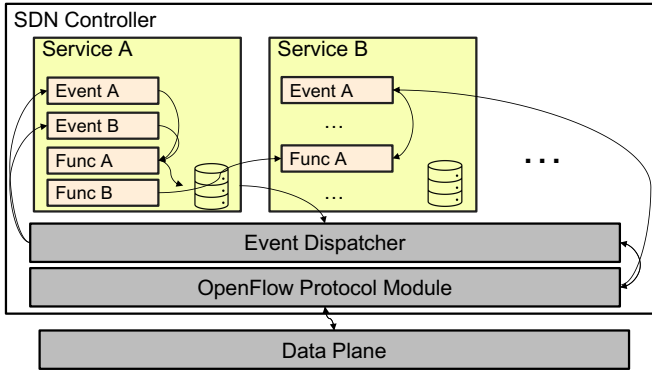 SDN Controller
Service A
Event A
Event B
Func A
Func B
Service B
Event A
...
Func A
...
...
Event Dispatcher
OpenFlow Protocol Module
Data Plane